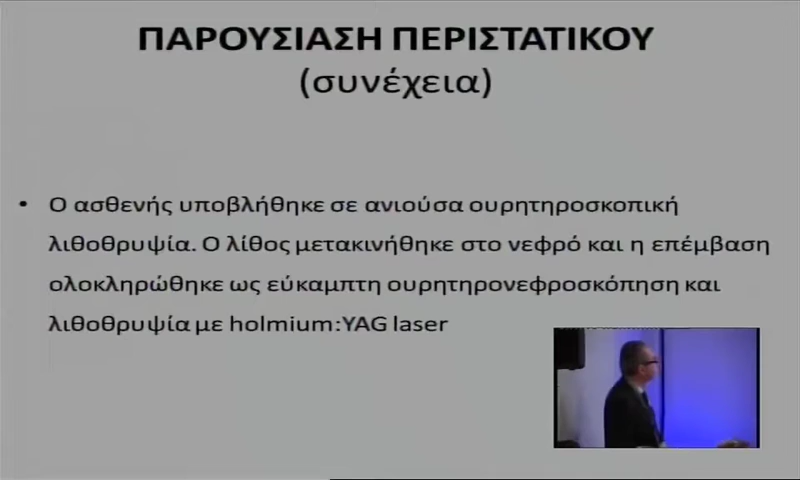 ΠΑΡΟΥΣΙΑΣΗ ΠΕΡΙΣΤΑΤΙΚΟΥ
(συνέχεια)
• Ο ασθενής υποβλήθηκε σε ανιούσα ουρητηροσκοπική
λιθοθρυψία. Ο λίθος μετακινήθηκε στο νεφρό και η επέμβαση
ολοκληρώθηκε ως εύκαμπτη ουρητηρονεφροσκόπηση και
λιθοθρυψία με holmium:YAG laser